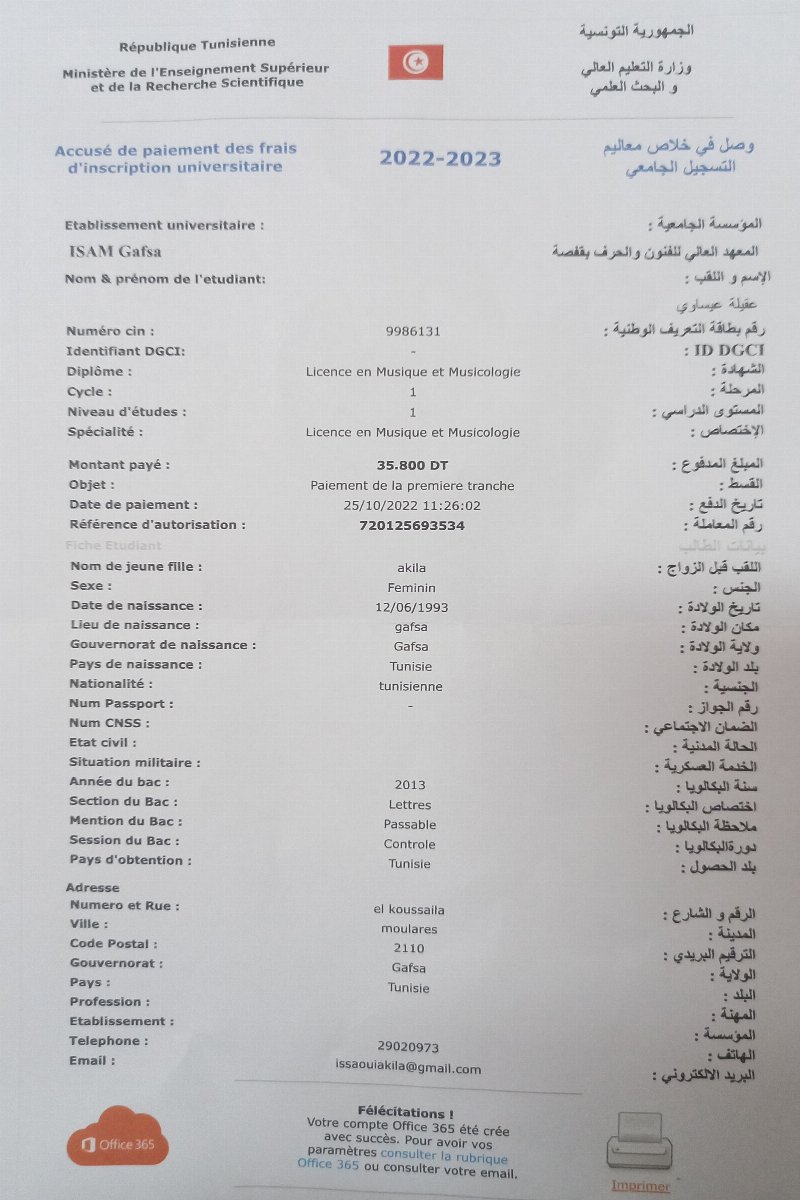 République Tunisienne
Ministère de l'Enseignement Supérieur
et de la Recherche Scientifique
الجمهورية التونسية
وزارة التعليم العالي
و البحث العلمي
Accusé de paiement des frais
d'inscription universitaire
2022-2023
وصل في خلاص معاليم
التسجيل الجامعي
Etablissement universitaire : المؤسسة الجامعية :
ISAM Gafsa المعهد العالي للفنون والحرف بقفصة
Nom & prénom de l'etudiant: الإسم و اللقب :
عقيلة عيساوي
Numéro cin : 9986131 رقم بطاقة التعريف الوطنية :
Identifiant DGCI: - ID DGCI :
Diplôme : Licence en Musique et Musicologie الشهادة :
Cycle : 1 المرحلة :
Niveau d'études : 1 المستوى الدراسي :
Spécialité : Licence en Musique et Musicologie الإختصاص :
Montant payé : 35.800 DT المبلغ المدفوع :
Objet : Paiement de la premiere tranche القسط :
Date de paiement : 25/10/2022 11:26:02 تاريخ الدفع :
Référence d'autorisation : 720125693534 رقم المعاملة :
Fiche Etudiant بيانات الطالب
Nom de jeune fille : akila اللقب قبل الزواج :
Sexe : Feminin الجنس :
Date de naissance : 12/06/1993 تاريخ الولادة :
Lieu de naissance : gafsa مكان الولادة :
Gouvernorat de naissance : Gafsa ولاية الولادة :
Pays de naissance : Tunisie بلد الولادة :
Nationalité : tunisienne الجنسية :
Num Passport : - رقم الجواز :
Num CNSS : الضمان الاجتماعي :
Etat civil : الحالة المدنية :
Situation militaire : الخدمة العسكرية :
Année du bac : 2013 سنة البكالويا :
Section du Bac : Lettres اختصاص البكالويا :
Mention du Bac : Passable ملاحظة البكالويا :
Session du Bac : Controle دورةالبكالويا :
Pays d'obtention : Tunisie بلد الحصول :
Adresse
Numero et Rue : el koussaila الرقم و الشارع :
Ville : moulares المدينة :
Code Postal : 2110 الترقيم البريدي :
Gouvernorat : Gafsa الولاية :
Pays : Tunisie البلد :
Profession : المهنة :
Etablissement : المؤسسة :
Telephone : 29020973 الهاتف :
Email : issaouiakila@gmail.com البريد الالكتروني :
Office 365
Félécitations !
Votre compte Office 365 été crée
avec succès. Pour avoir vos
paramètres consulter la rubrique
Office 365 ou consulter votre email.
Imprimer